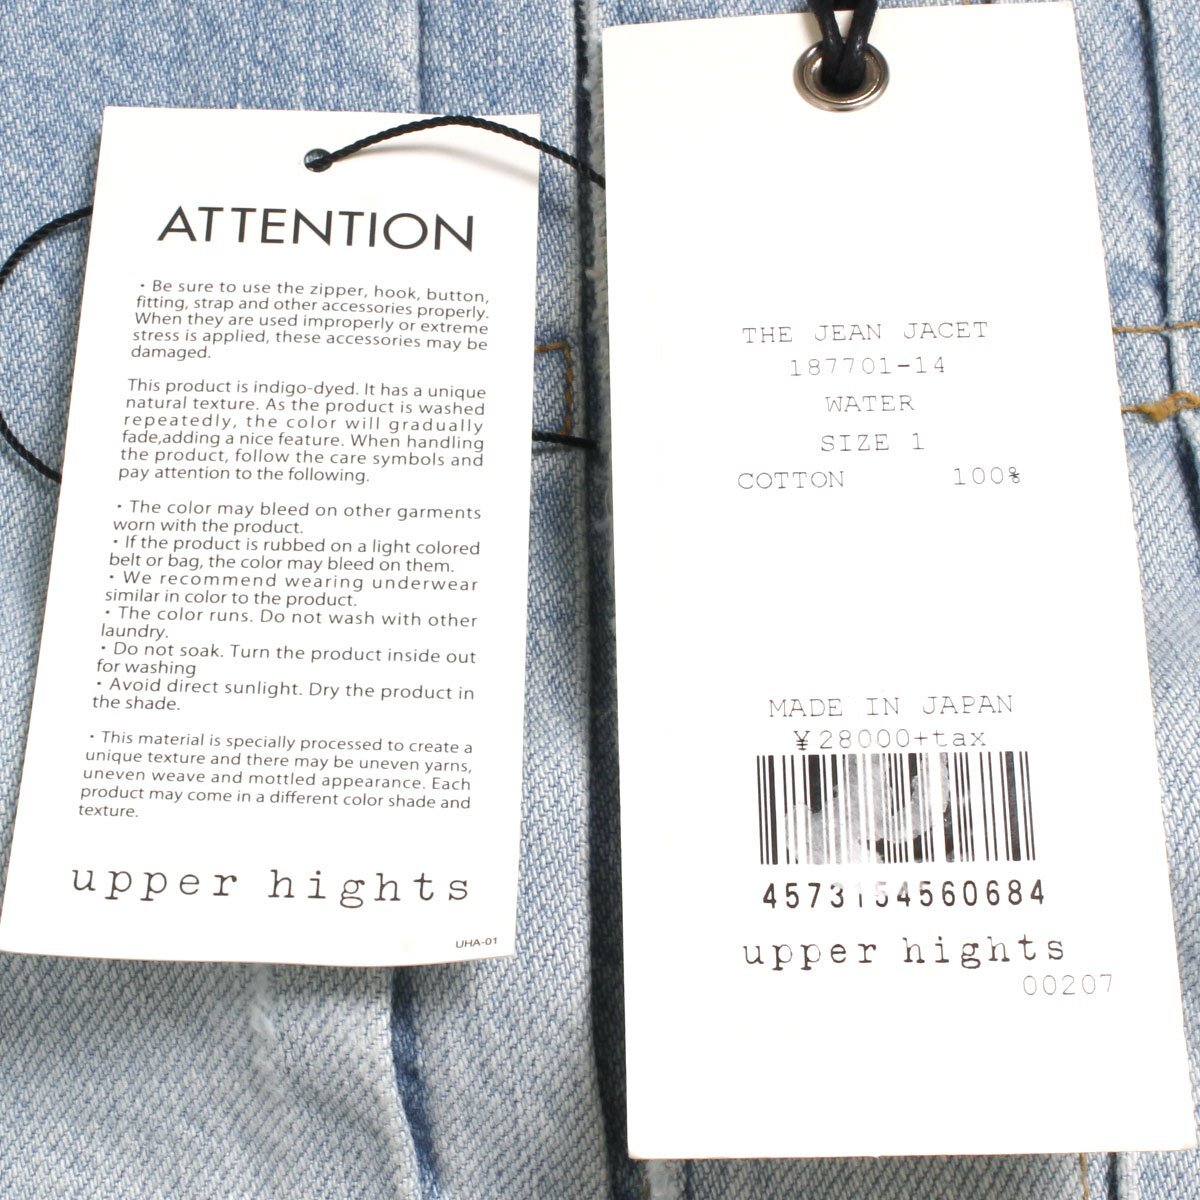 ATTENTION
・Be sure to use the zipper, hook, button,
fitting, strap and other accessories properly.
When they are used improperly or extreme
stress is applied, these accessories may be
damaged.
This product is indigo-dyed. It has a unique
natural texture. As the product is washed
repeatedly, the color will gradually
fade,adding a nice feature. When handling
the product, follow the care symbols and
pay attention to the following.
・The color may bleed on other garments
worn with the product.
・If the product is rubbed on a light colored
belt or bag, the color may bleed on them.
・We recommend wearing underwear
similar in color to the product.
・The color runs. Do not wash with other
laundry.
・Do not soak. Turn the product inside out
for washing
・Avoid direct sunlight. Dry the product in
the shade.
・This material is specially processed to create a
unique texture and there may be uneven yarns,
uneven weave and mottled appearance. Each
product may come in a different color shade and
texture.
upper hights
UHA-01
THE JEAN JACET
187701-14
WATER
SIZE 1
COTTON 100%
MADE IN JAPAN
¥28000+tax
4573154560684
upper hights
00207